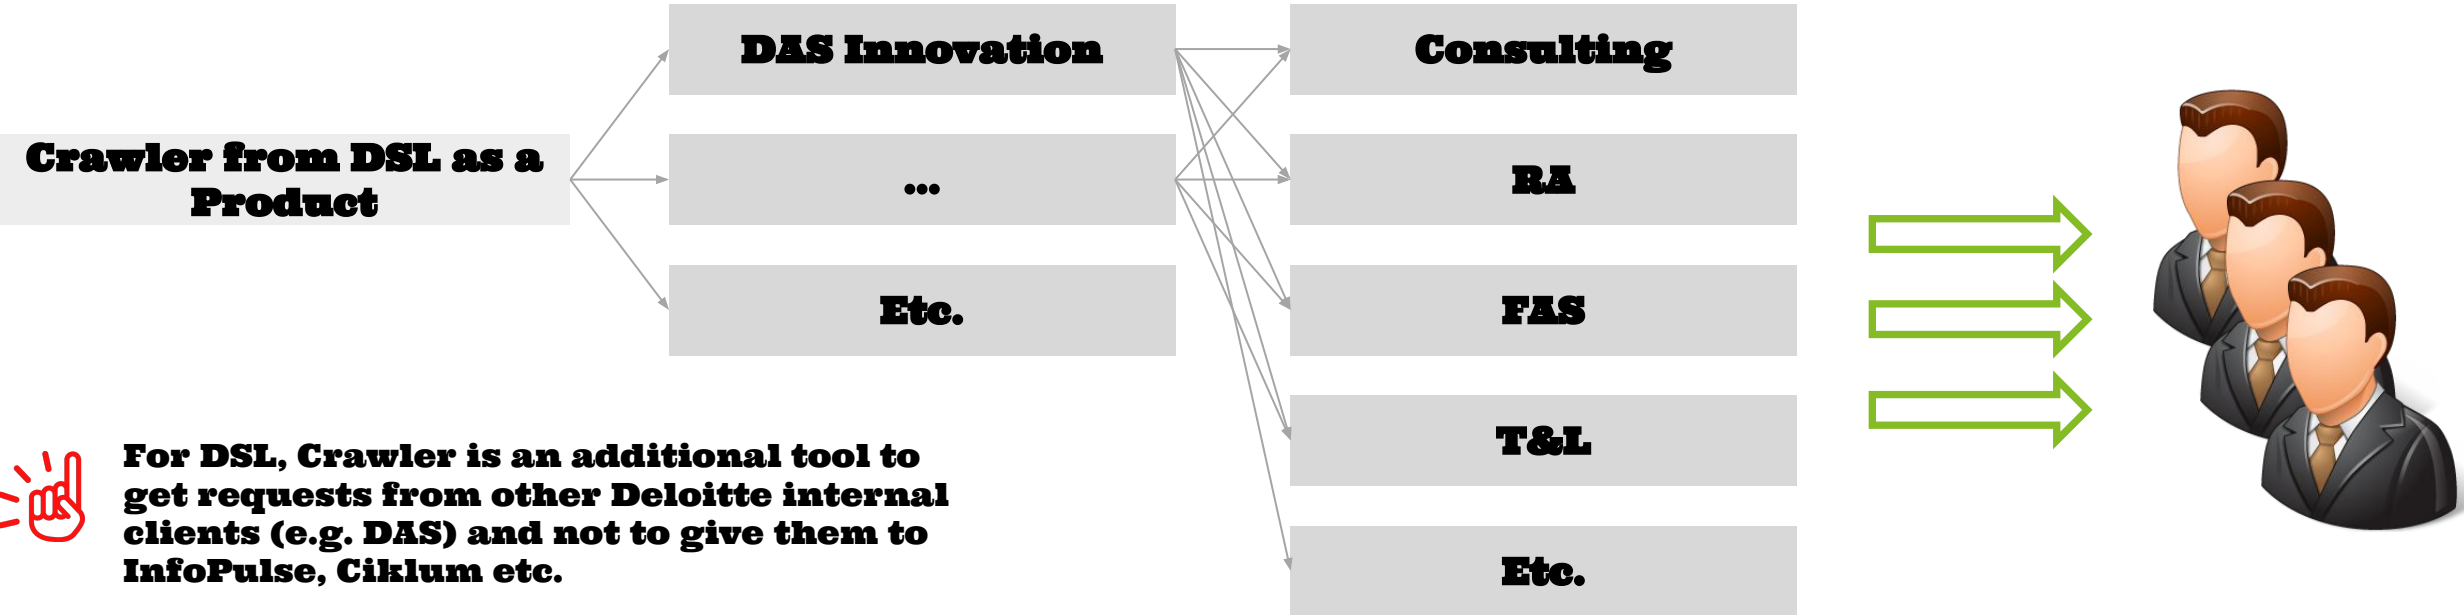 DAS Innovation
Consulting
Crawler from DSL as a
Product
...
RA
Etc.
FAS
T&L
Etc.
For DSL, Crawler is an additional tool to
get requests from other Deloitte internal
clients (e.g. DAS) and not to give them to
InfoPulse, Ciklum etc.